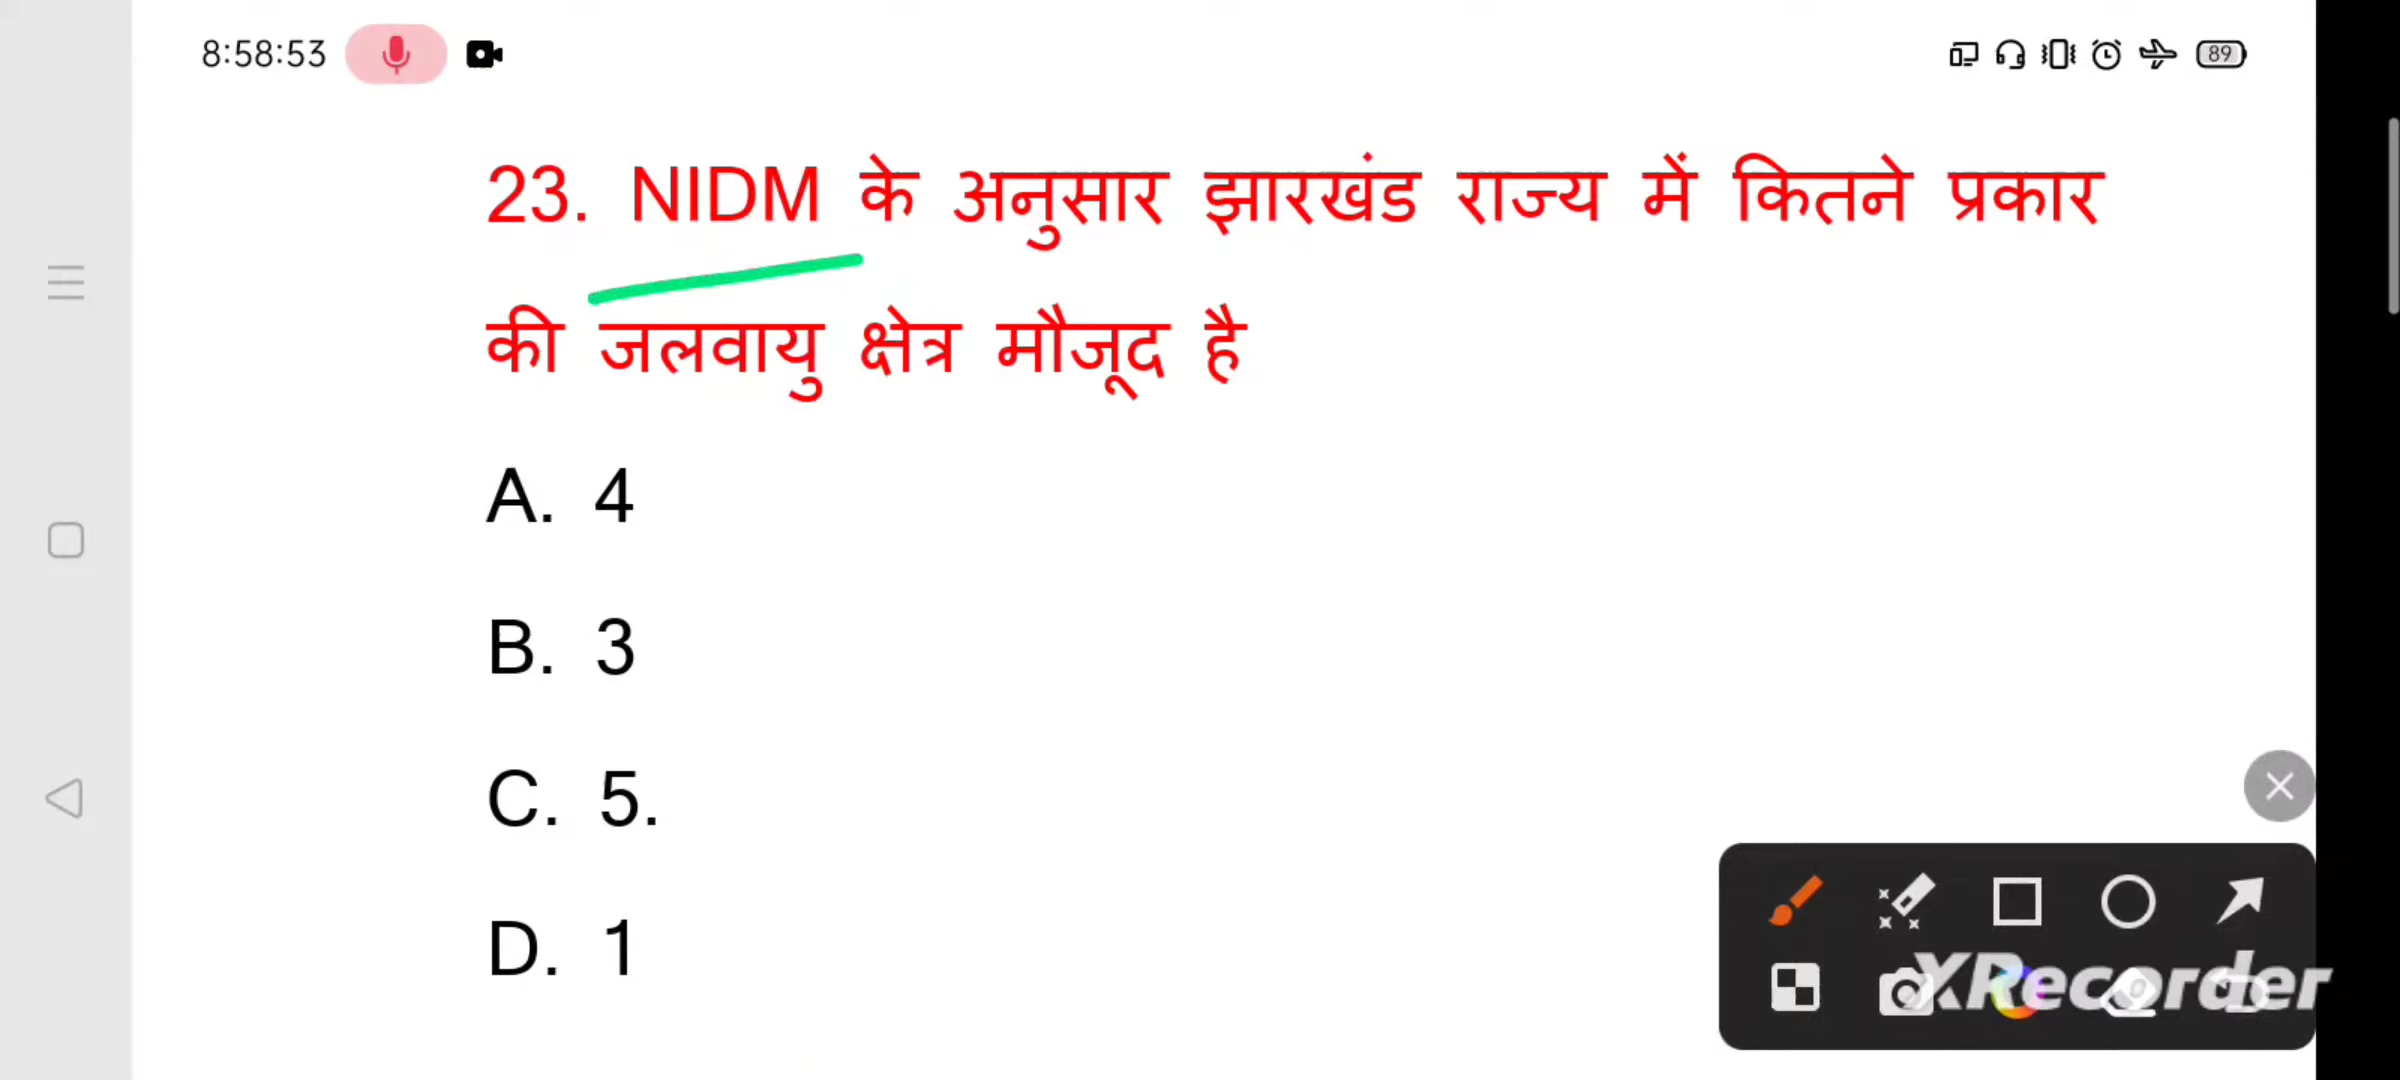 8:58:53
89
23. NIDM के अनुसार झारखंड राज्य में कितने प्रकार
की जलवायु क्षेत्र मौजूद है
A. 4
B. 3
C. 5.
D. 1
XRecorder